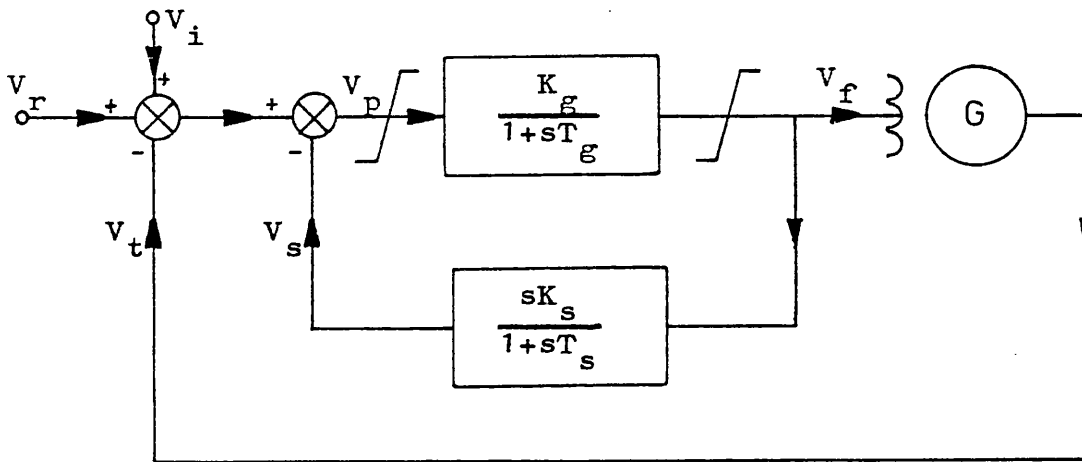 V_i
V_r
+
+
-
+
-
V_p
K_g
1+sT_g
V_f
G
V_t
V_s
sK_s
1+sT_s